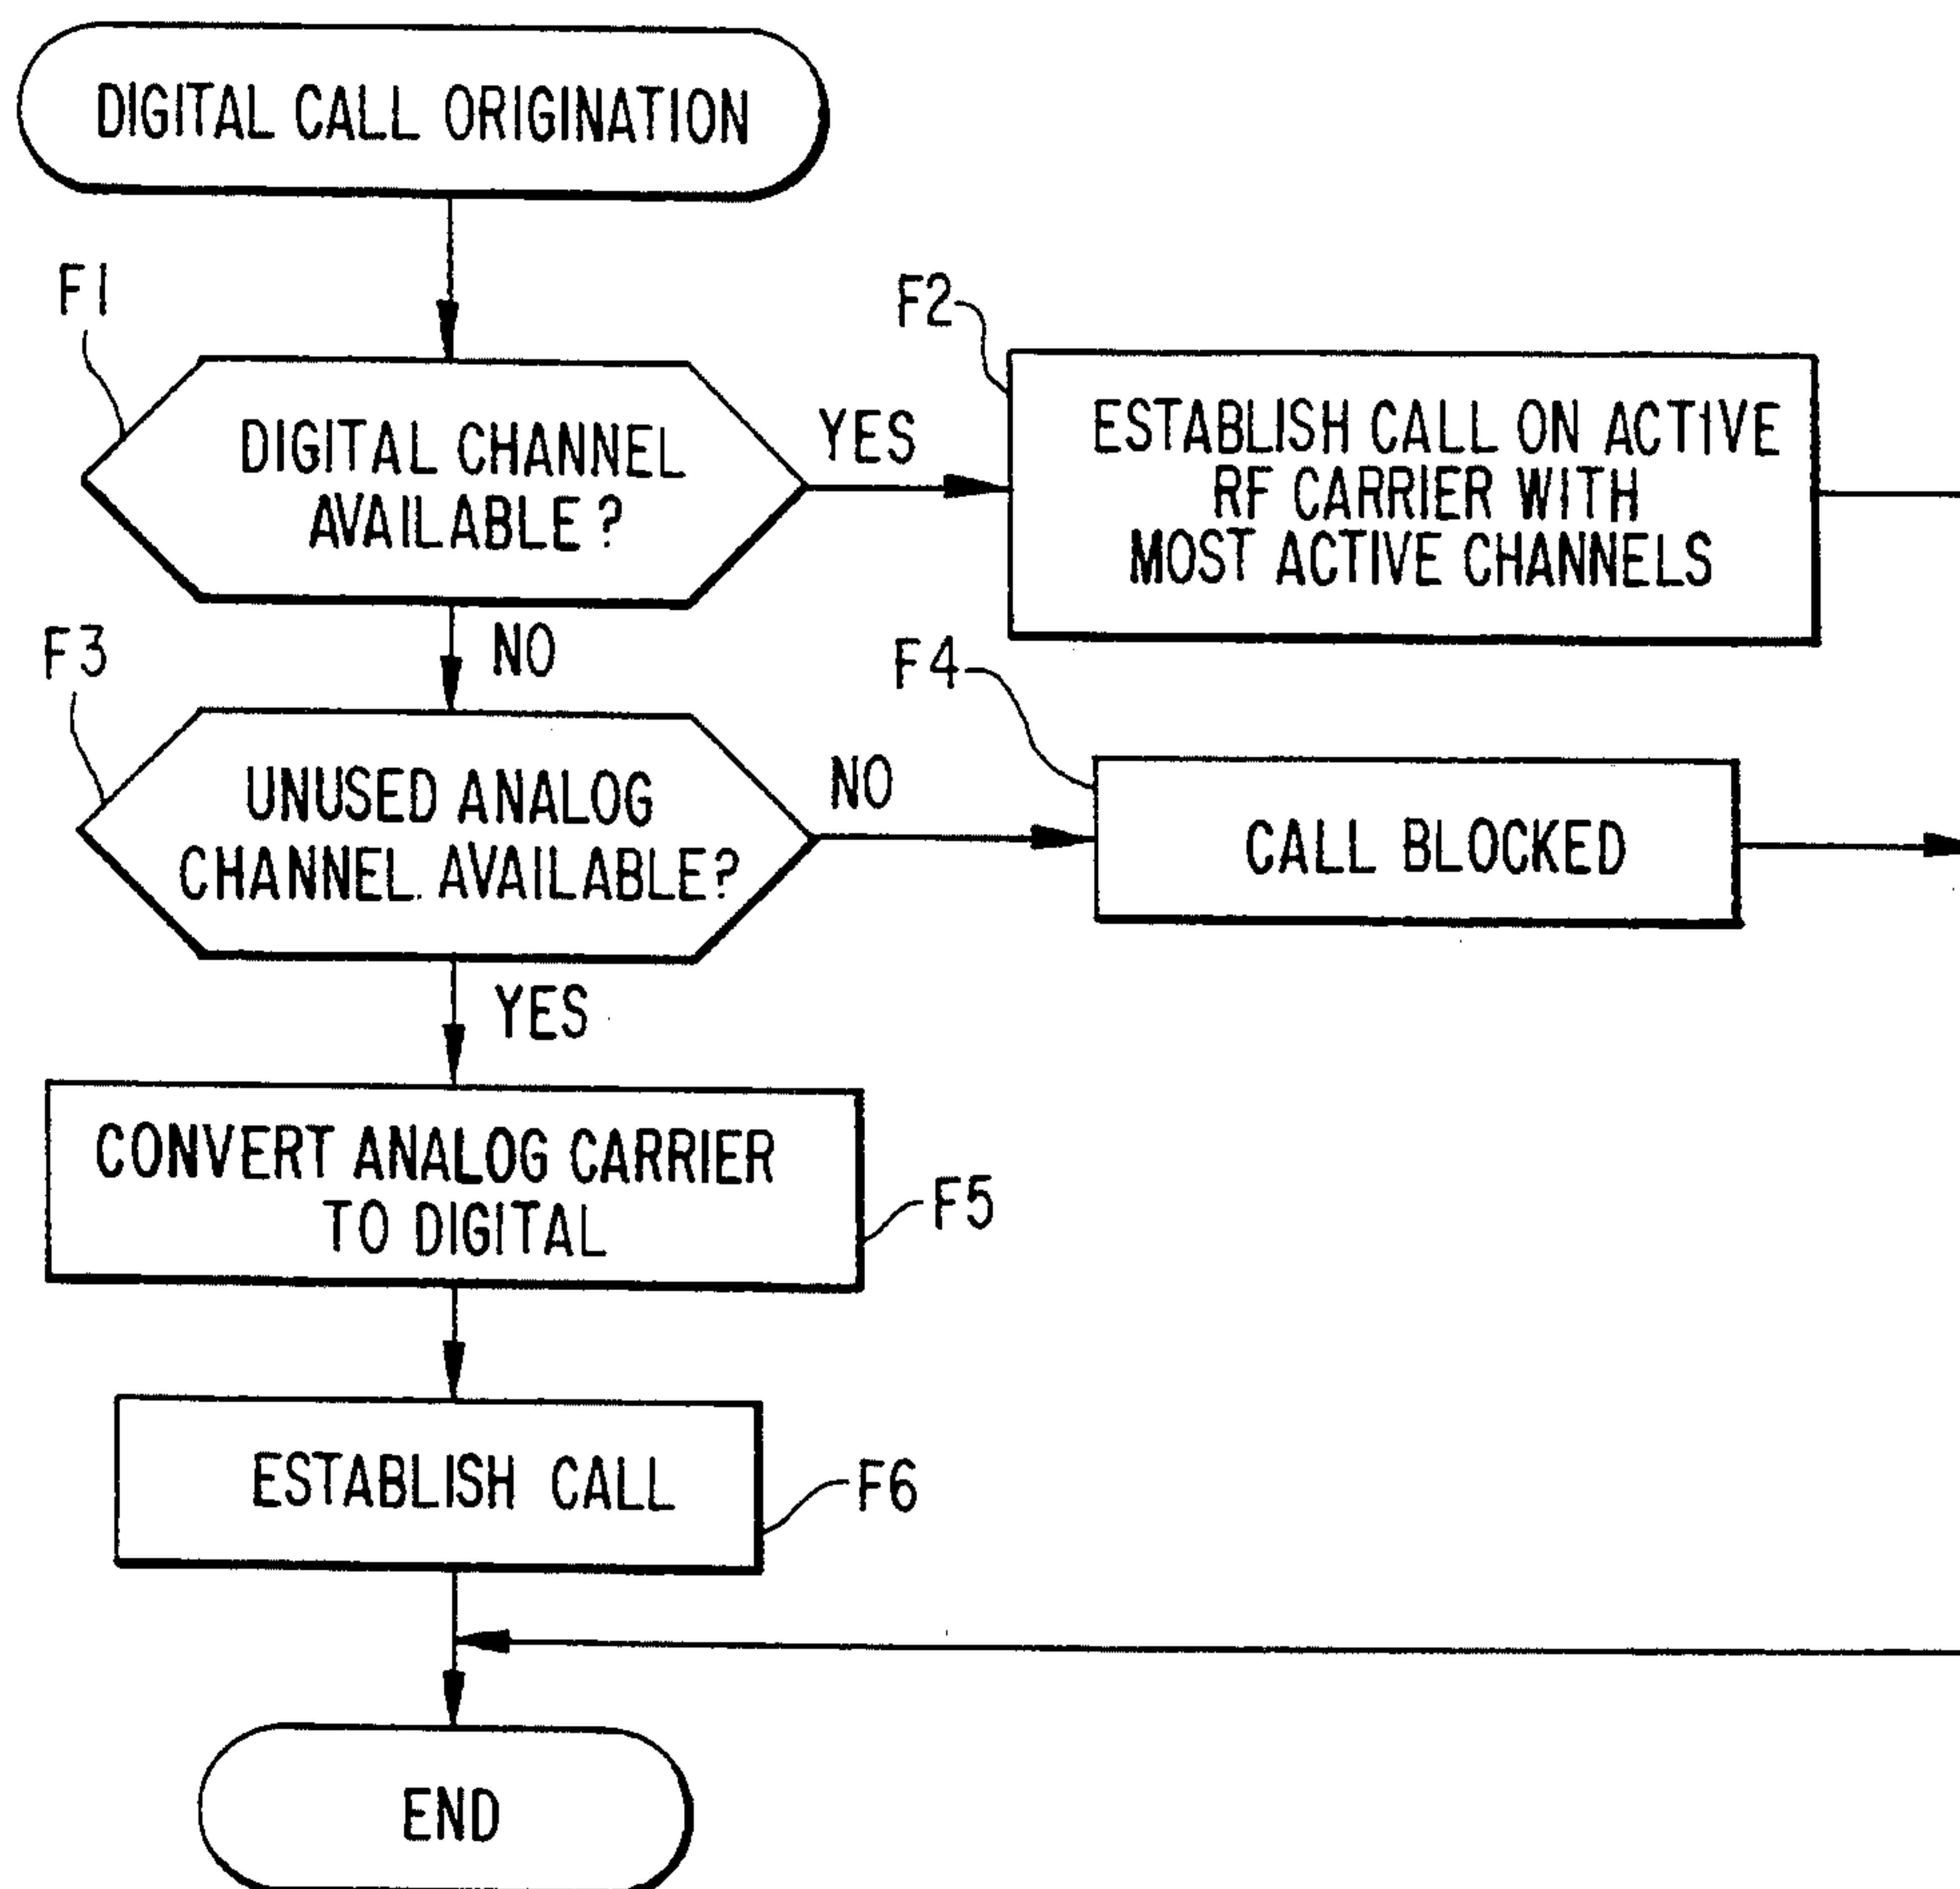 DIGITAL CALL ORIGINATION
F1
DIGITAL CHANNEL
AVAILABLE?
YES
F2
ESTABLISH CALL ON ACTIVE
RF CARRIER WITH
MOST ACTIVE CHANNELS
NO
F3
UNUSED ANALOG
CHANNEL. AVAILABLE?
NO
F4
CALL BLOCKED
YES
CONVERT ANALOG CARRIER
TO DIGITAL
F5
ESTABLISH CALL
F6
END